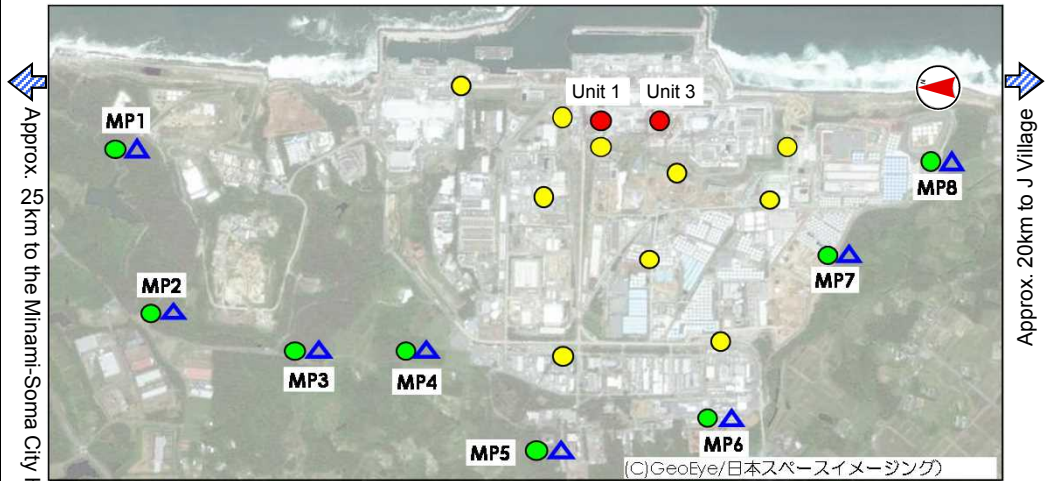 Unit 1
Unit 3
N
MP1
MP8
MP7
MP2
MP3
MP4
MP5
MP6
Approx. 25km to the Minami-Soma City
Approx. 20km to J Village
(C)GeoEye/日本スペースイメージング)